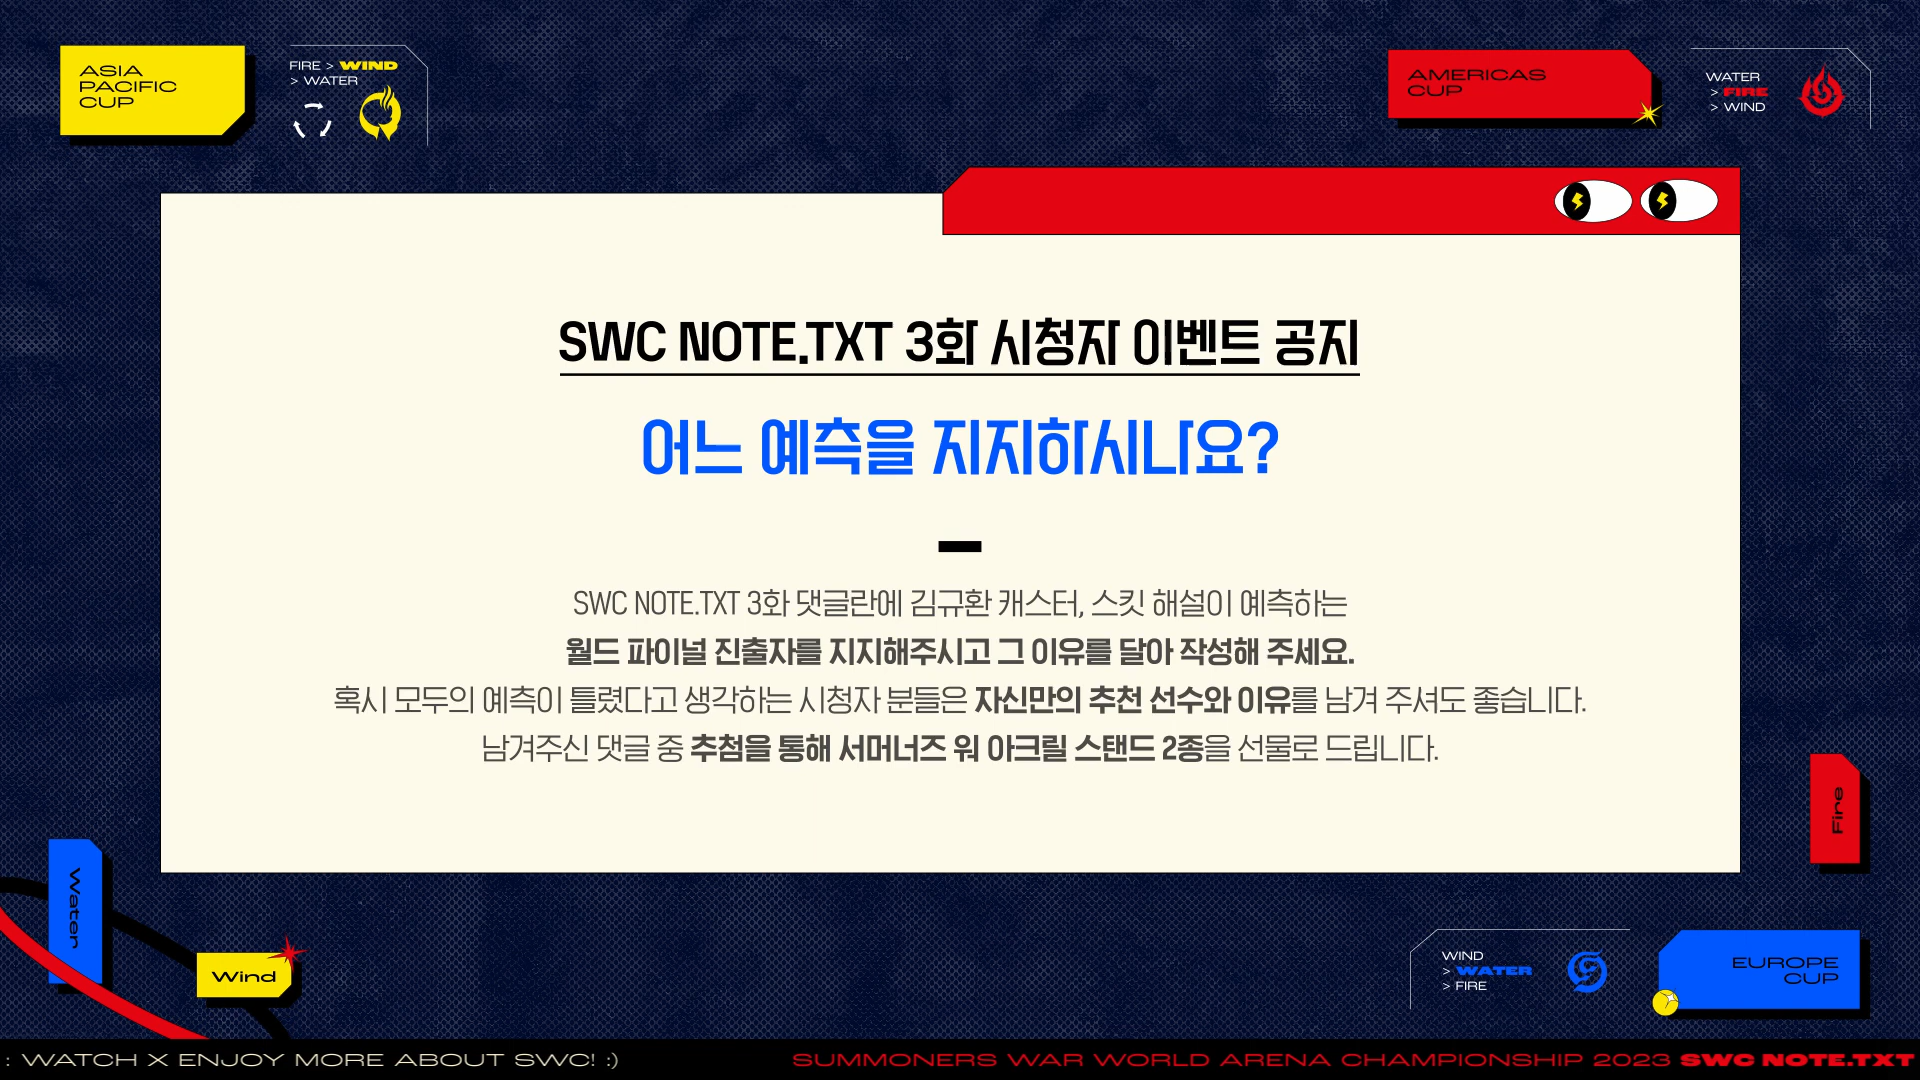 ASIA
PACIFIC
CUP
FIRE > WIND
> WATER
AMERICAS
CUP
WATER
> FIRE
> WIND
SWC NOTE.TXT 3화 시청자 이벤트 공지
어느 예측을 지지하시나요?
SWC NOTE.TXT 3화 댓글란에 김규환 캐스터, 스킷 해설이 예측하는
월드 파이널 진출자를 지지해주시고 그 이유를 달아 작성해 주세요.
혹시 모두의 예측이 틀렸다고 생각하는 시청자 분들은 자신만의 추천 선수와 이유를 남겨 주셔도 좋습니다.
남겨주신 댓글 중 추첨을 통해 서머너즈 워 아크릴 스탠드 2종을 선물로 드립니다.
Fire
Water
Wind
WIND
> WATER
> FIRE
EUROPE
CUP
: WATCH X ENJOY MORE ABOUT SWC! :)
SUMMONERS WAR WORLD ARENA CHAMPIONSHIP 2023 SWC NOTE.TXT